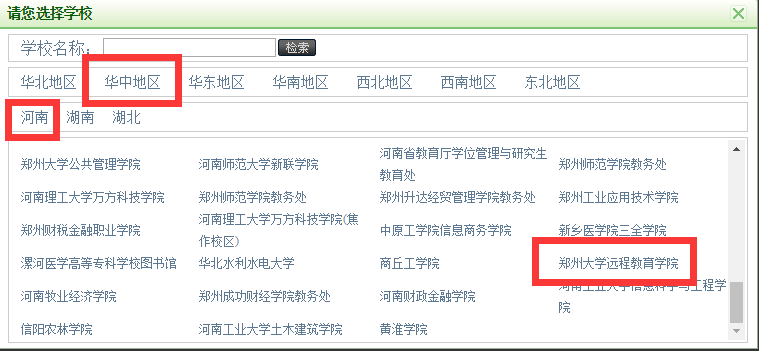 请您选择学校
学校名称： 检索
华北地区 华中地区 华东地区 华南地区 西北地区 西南地区 东北地区
河南 湖南 湖北
郑州大学公共管理学院 河南师范大学新联学院 河南省教育厅学位管理与研究生教育处 郑州师范学院教务处
河南理工大学万方科技学院 郑州师范学院教务处 郑州升达经贸管理学院教务处 郑州工业应用技术学院
郑州财税金融职业学院 河南理工大学万方科技学院(焦作校区) 中原工学院信息商务学院 新乡医学院三全学院
漯河医学高等专科学校图书馆 华北水利水电大学 商丘工学院 郑州大学远程教育学院
河南牧业经济学院 郑州成功财经学院教务处 河南财政金融学院 河南工业大学信息科学与工程学院
信阳农林学院 河南工业大学土木建筑学院 黄淮学院